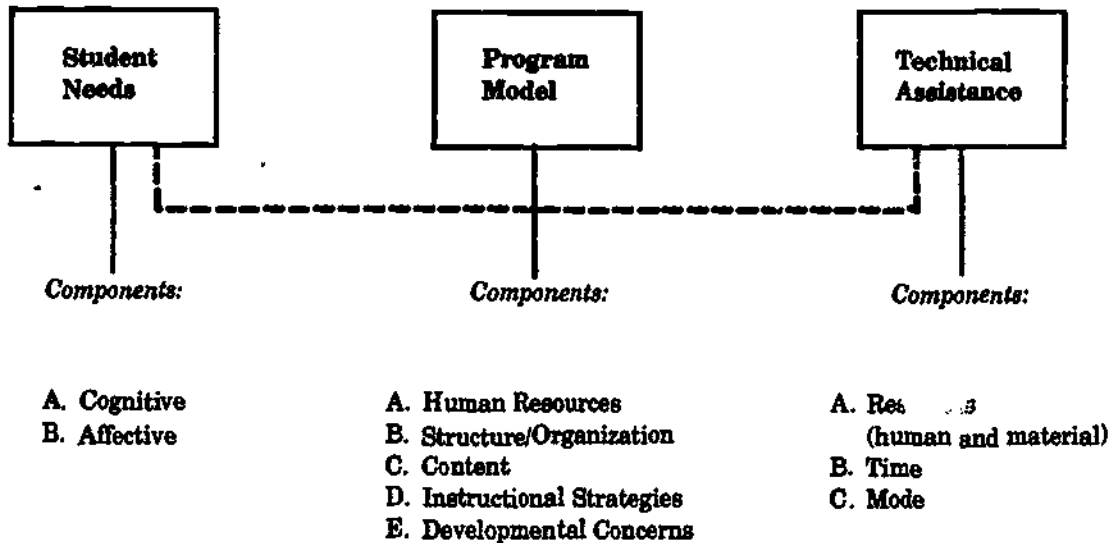 Student
Needs
Program
Model
Technical
Assistance
Components:
Components:
Components:
A. Cognitive
B. Affective
A. Human Resources
B. Structure/Organization
C. Content
D. Instructional Strategies
E. Developmental Concerns
A.
(human and material)
B. Time
C. Mode